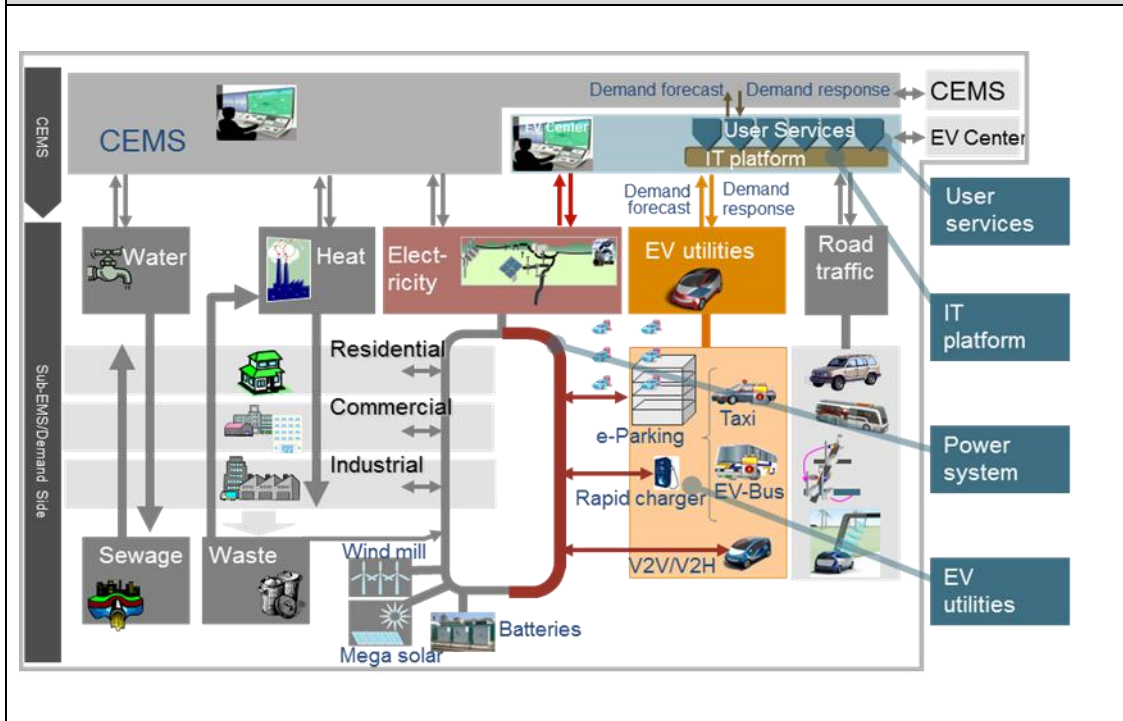 Demand forecast
Demand response
CEMS
CEMS
CEMS
EV Center
User Services
EV Center
IT platform
Demand
forecast
Demand
response
User
services
Water
Heat
Elect-
ricity
EV utilities
Road
traffic
IT
platform
Sub-EMS/Demand Side
Residential
Commercial
Industrial
e-Parking
Taxi
Rapid charger
EV-Bus
Power
system
Sewage
Waste
Wind mill
V2V/V2H
EV
utilities
Batteries
Mega solar